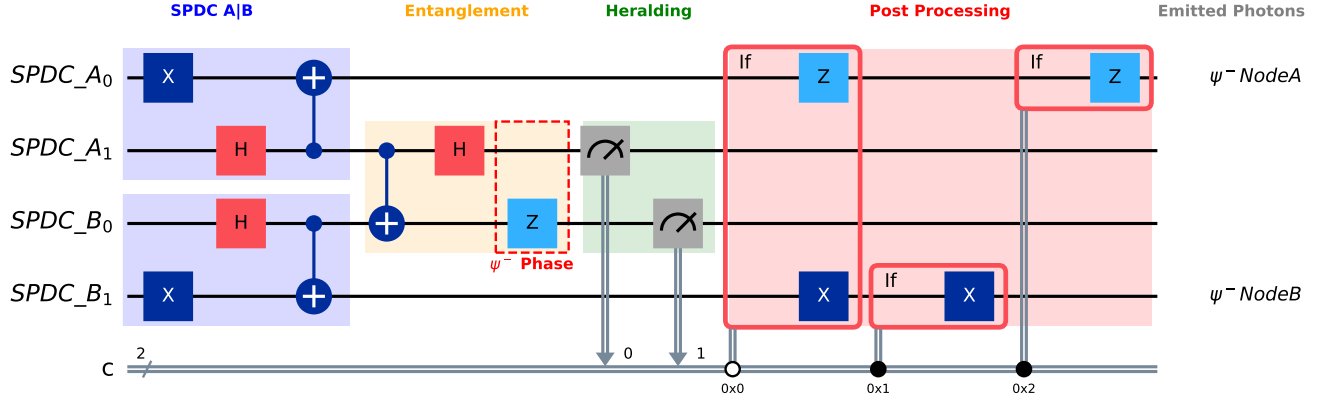 SPDC A|B Entanglement Heralding Post Processing Emitted Photons
SPDC_A₀ X If Z If Z ψ⁻NodeA
SPDC_A₁ H H
SPDC_B₀ H Z
ψ⁻ Phase
SPDC_B₁ X X If X ψ⁻NodeB
c 2 0 1
0x0 0x1 0x2